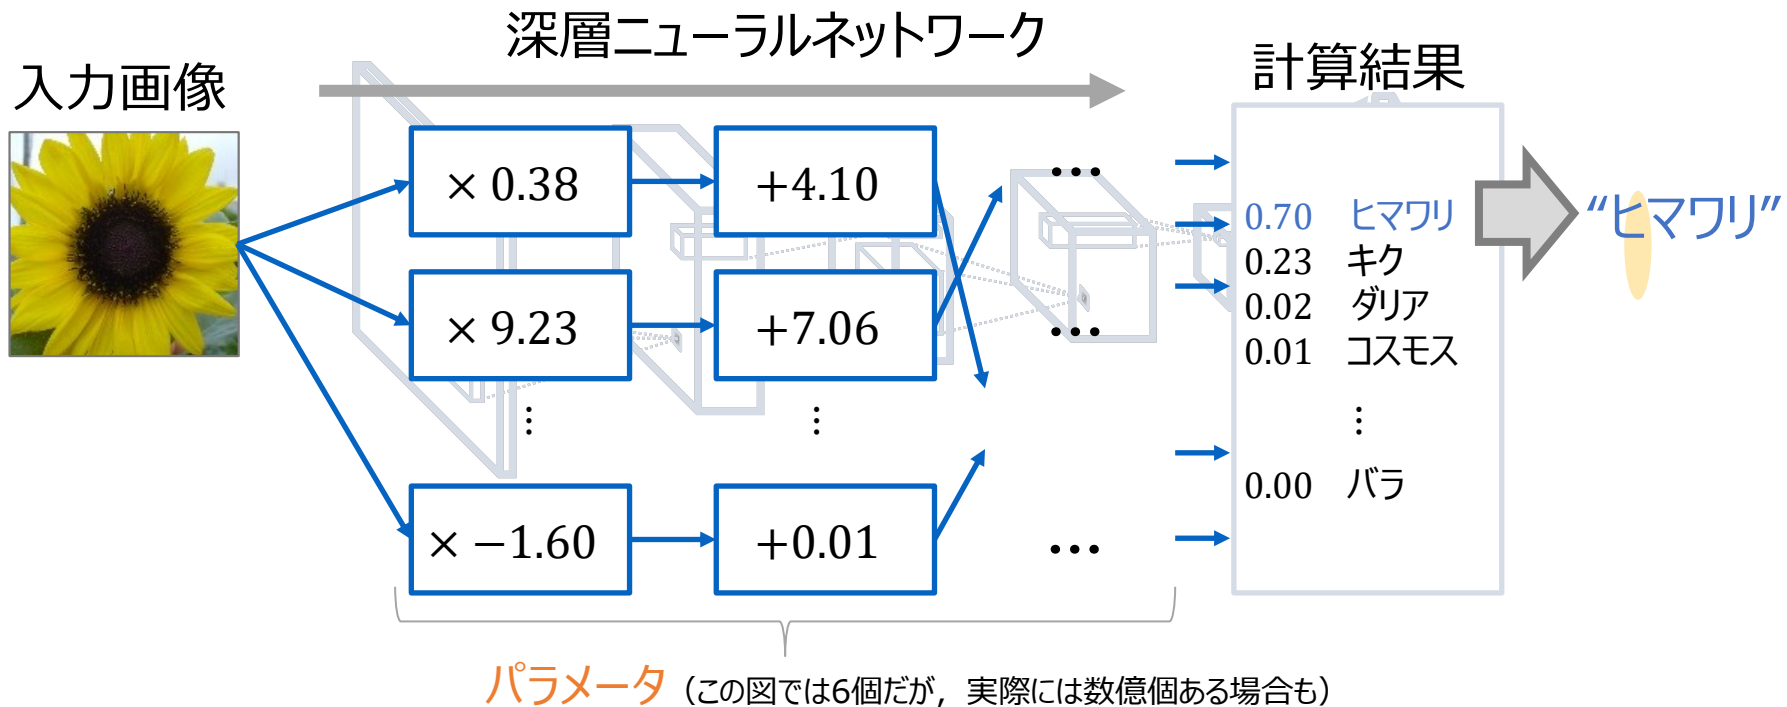 深層ニューラルネットワーク
入力画像
計算結果
× 0.38
+4.10
...
× 9.23
+7.06
...
⋮
⋮
× −1.60
+0.01
...
0.70 ヒマワリ
0.23 キク
0.02 ダリア
0.01 コスモス
⋮
0.00 バラ
“ヒマワリ”
パラメータ（この図では6個だが，実際には数億個ある場合も）